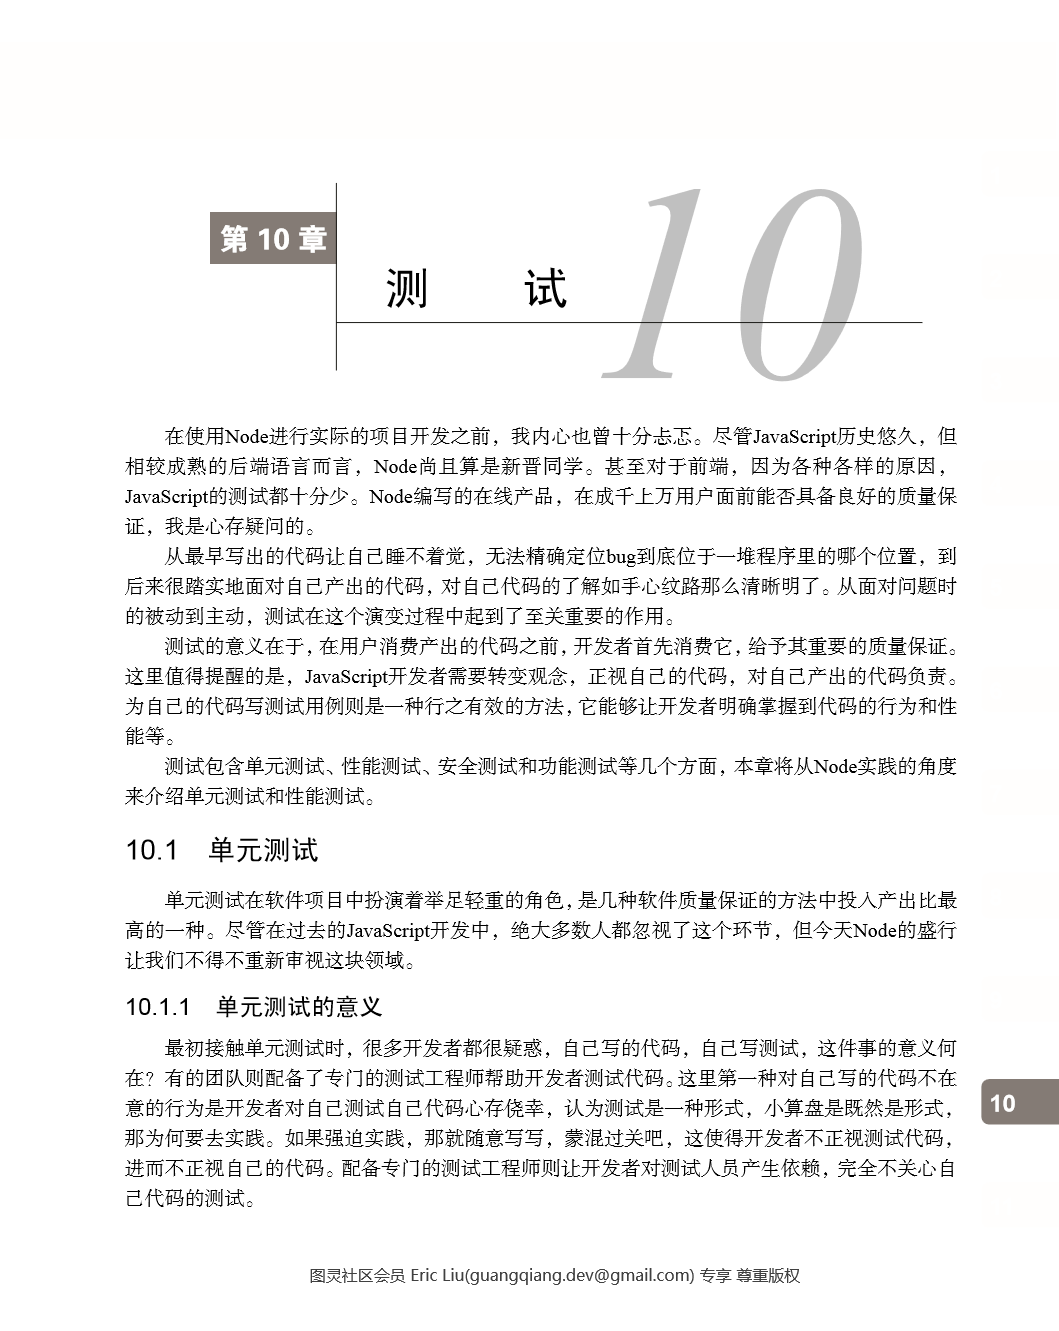 第 10 章
测 试
10
在使用Node进行实际的项目开发之前，我内心也曾十分忐忑。尽管JavaScript历史悠久，但
相较成熟的后端语言而言，Node尚且算是新晋同学。甚至对于前端，因为各种各样的原因，
JavaScript的测试都十分少。Node编写的在线产品，在成千上万用户面前能否具备良好的质量保
证，我是心存疑问的。
从最早写出的代码让自己睡不着觉，无法精确定位bug到底位于一堆程序里的哪个位置，到
后来很踏实地面对自己产出的代码，对自己代码的了解如手心纹路那么清晰明了。从面对问题时
的被动到主动，测试在这个演变过程中起到了至关重要的作用。
测试的意义在于，在用户消费产出的代码之前，开发者首先消费它，给予其重要的质量保证。
这里值得提醒的是，JavaScript开发者需要转变观念，正视自己的代码，对自己产出的代码负责。
为自己的代码写测试用例则是一种行之有效的方法，它能够让开发者明确掌握到代码的行为和性
能等。
测试包含单元测试、性能测试、安全测试和功能测试等几个方面，本章将从Node实践的角度
来介绍单元测试和性能测试。
10.1 单元测试
单元测试在软件项目中扮演着举足轻重的角色，是几种软件质量保证的方法中投入产出比最
高的一种。尽管在过去的JavaScript开发中，绝大多数人都忽视了这个环节，但今天Node的盛行
让我们不得不重新审视这块领域。
10.1.1 单元测试的意义
最初接触单元测试时，很多开发者都很疑惑，自己写的代码，自己写测试，这件事的意义何
在？有的团队则配备了专门的测试工程师帮助开发者测试代码。这里第一种对自己写的代码不在
意的行为是开发者对自己测试自己代码心存侥幸，认为测试是一种形式，小算盘是既然是形式，
那为何要去实践。如果强迫实践，那就随意写写，蒙混过关吧，这使得开发者不正视测试代码，
进而不正视自己的代码。配备专门的测试工程师则让开发者对测试人员产生依赖，完全不关心自
己代码的测试。
10
图灵社区会员 Eric Liu(guangqiang.dev@gmail.com) 专享 尊重版权